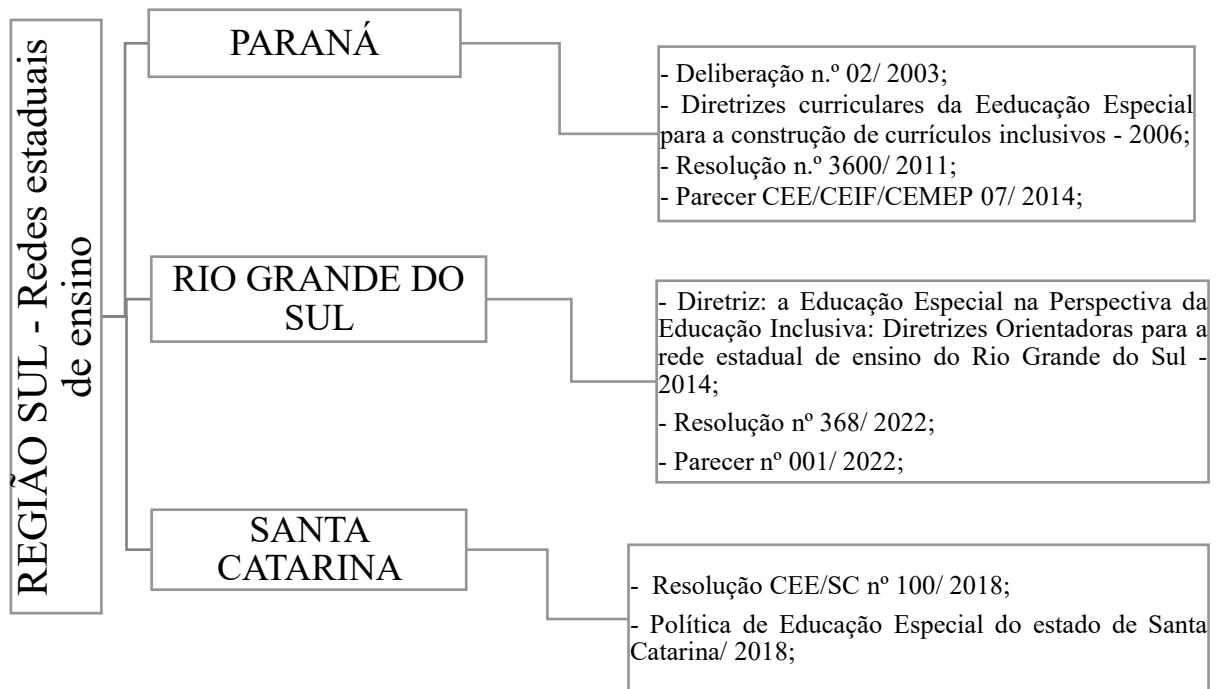 REGIÃO SUL - Redes estaduais
de ensino
PARANÁ
- Deliberação n.º 02/ 2003;
- Diretrizes curriculares da Eeducação Especial
para a construção de currículos inclusivos - 2006;
- Resolução n.º 3600/ 2011;
- Parecer CEE/CEIF/CEMEP 07/ 2014;
RIO GRANDE DO
SUL
- Diretriz: a Educação Especial na Perspectiva da
Educação Inclusiva: Diretrizes Orientadoras para a
rede estadual de ensino do Rio Grande do Sul -
2014;
- Resolução nº 368/ 2022;
- Parecer nº 001/ 2022;
SANTA
CATARINA
- Resolução CEE/SC nº 100/ 2018;
- Política de Educação Especial do estado de Santa
Catarina/ 2018;